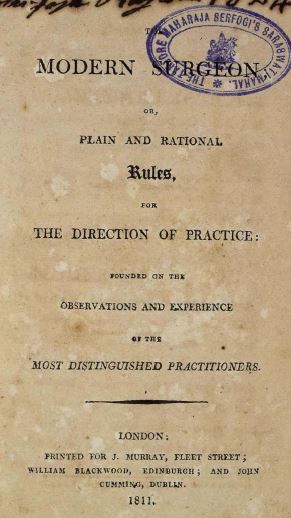 THE
MODERN SURGEON
OR,
PLAIN AND RATIONAL
Rules,
FOR
THE DIRECTION OF PRACTICE:
FOUNDED ON THE
OBSERVATIONS AND EXPERIENCE
OF THE
MOST DISTINGUISHED PRACTITIONERS.
LONDON:
PRINTED FOR J. MURRAY, FLEET STREET;
WILLIAM BLACKWOOD, EDINBURGH; AND JOHN
CUMMING, DUBLIN.
1811.
THE TANJORE MAHARAJA SERFOGI'S SARASWATI MAHAL.